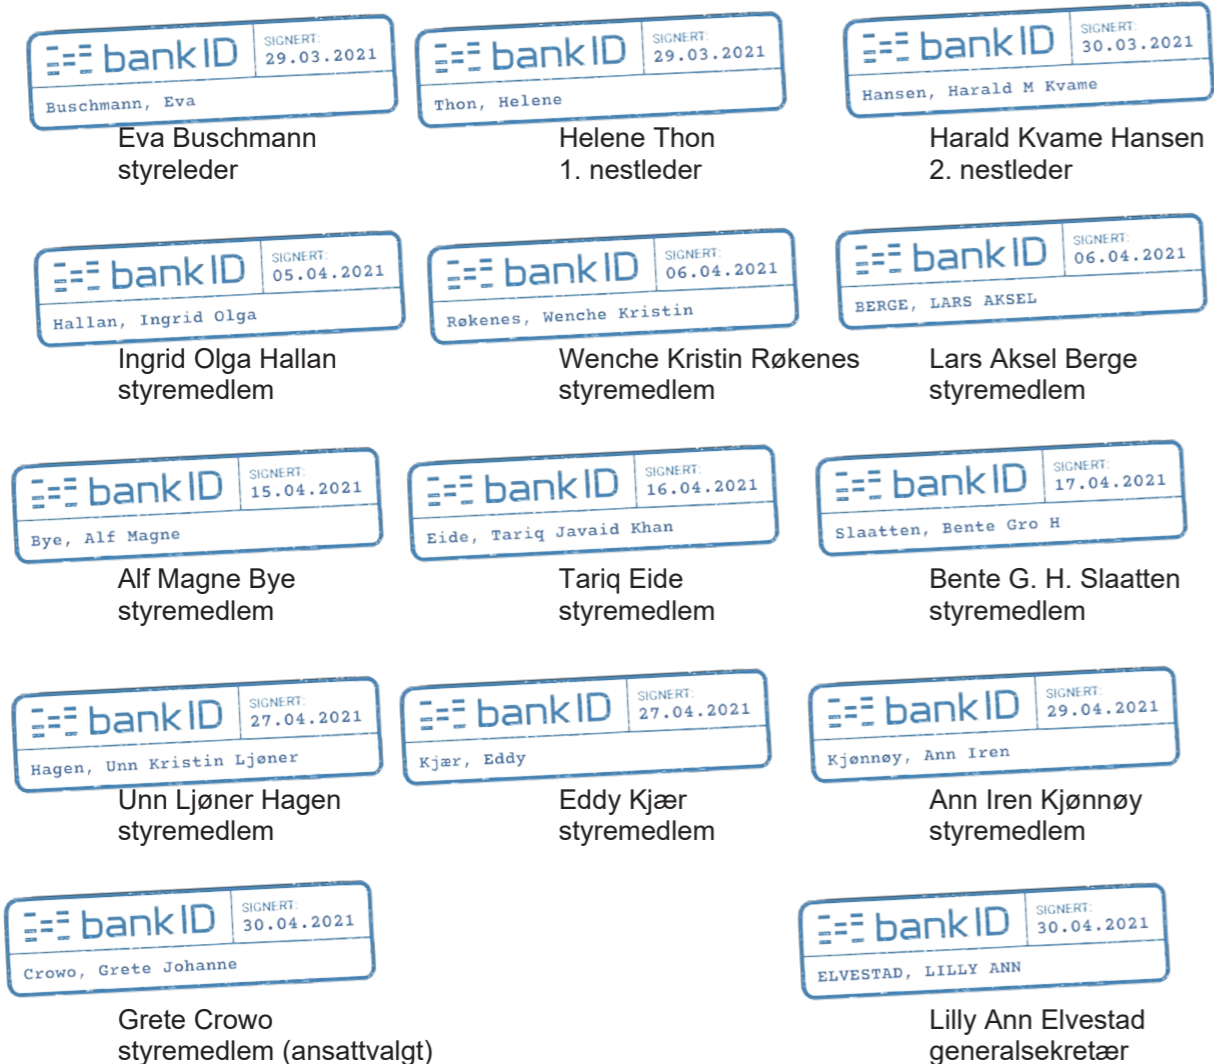 bankID SIGNERT: 29.03.2021
Buschmann, Eva
Eva Buschmann
styreleder
bankID SIGNERT: 29.03.2021
Thon, Helene
Helene Thon
1. nestleder
bankID SIGNERT: 30.03.2021
Hansen, Harald M Kvame
Harald Kvame Hansen
2. nestleder
bankID SIGNERT: 05.04.2021
Hallan, Ingrid Olga
Ingrid Olga Hallan
styremedlem
bankID SIGNERT: 06.04.2021
Røkenes, Wenche Kristin
Wenche Kristin Røkenes
styremedlem
bankID SIGNERT: 06.04.2021
BERGE, LARS AKSEL
Lars Aksel Berge
styremedlem
bankID SIGNERT: 15.04.2021
Bye, Alf Magne
Alf Magne Bye
styremedlem
bankID SIGNERT: 16.04.2021
Eide, Tariq Javaid Khan
Tariq Eide
styremedlem
bankID SIGNERT: 17.04.2021
Slaatten, Bente Gro H
Bente G. H. Slaatten
styremedlem
bankID SIGNERT: 27.04.2021
Hagen, Unn Kristin Ljøner
Unn Ljøner Hagen
styremedlem
bankID SIGNERT: 27.04.2021
Kjær, Eddy
Eddy Kjær
styremedlem
bankID SIGNERT: 29.04.2021
Kjønnøy, Ann Iren
Ann Iren Kjønnøy
styremedlem
bankID SIGNERT: 30.04.2021
Crowo, Grete Johanne
Grete Crowo
styremedlem (ansattvalgt)
bankID SIGNERT: 30.04.2021
ELVESTAD, LILLY ANN
Lilly Ann Elvestad
generalsekretær